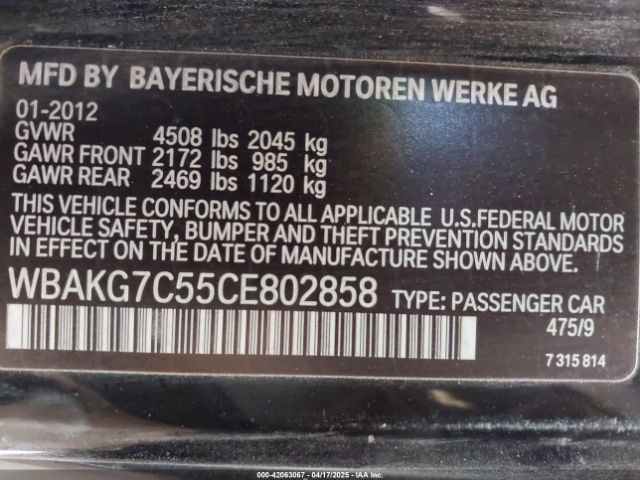 MFD BY BAYERISCHE MOTOREN WERKE AG
01-2012
GVWR 4508 lbs 2045 kg
GAWR FRONT 2172 lbs 985 kg
GAWR REAR 2469 lbs 1120 kg
THIS VEHICLE CONFORMS TO ALL APPLICABLE U.S.FEDERAL MOTOR
VEHICLE SAFETY, BUMPER AND THEFT PREVENTION STANDARDS
IN EFFECT ON THE DATE OF MANUFACTURE SHOWN ABOVE.
WBAKG7C55CE802858 TYPE: PASSENGER CAR
475/9
7 315 814
000-42063067 - 04/17/2025 - IAA Inc.